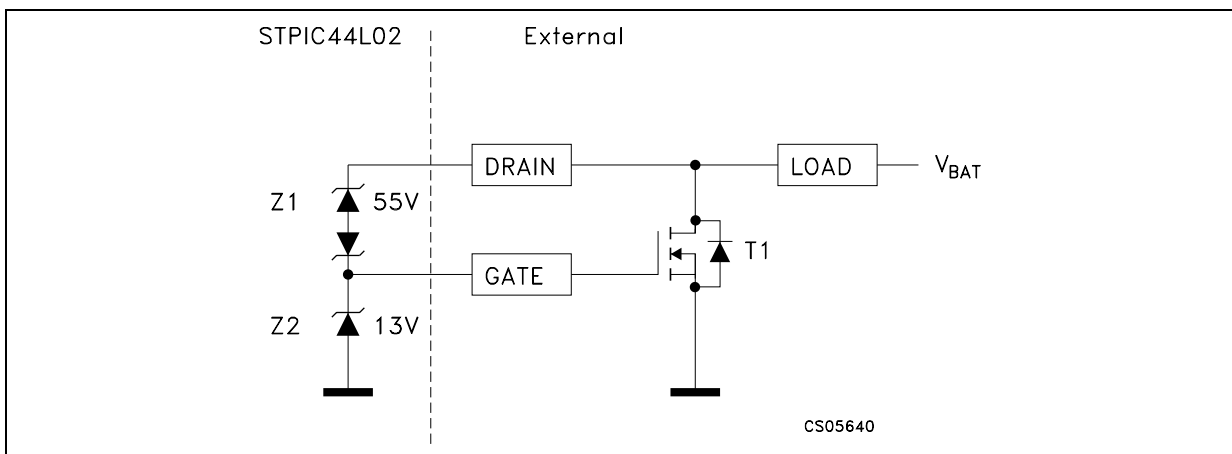 STPIC44L02 External
DRAIN LOAD V_BAT
Z1 55V
T1
GATE
Z2 13V
CS05640